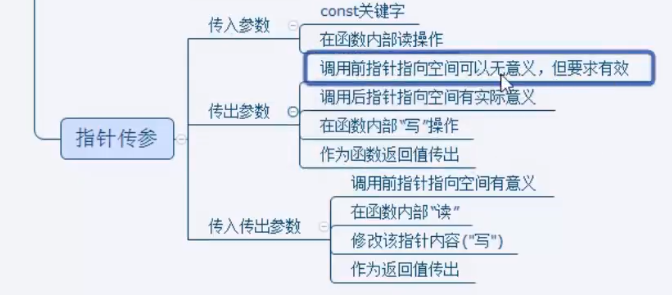 指针传参
传入参数
const关键字
在函数内部读操作
传出参数
调用前指针指向空间可以无意义，但要求有效
调用后指针指向空间有实际意义
在函数内部“写”操作
作为函数返回值传出
传入传出参数
调用前指针指向空间有意义
在函数内部“读”
修改该指针内容("写")
作为返回值传出